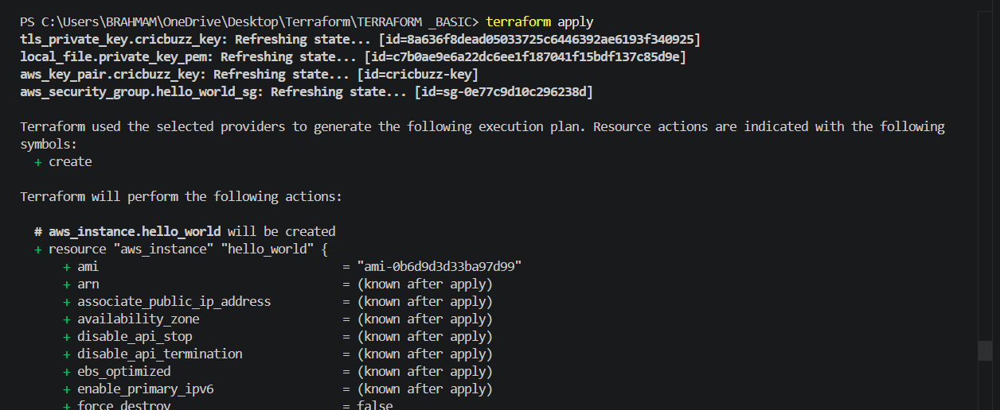 PS C:\Users\BRAHMAM\OneDrive\Desktop\Terraform\TERRAFORM _BASIC> terraform apply
tls_private_key.cricbuzz_key: Refreshing state... [id=8a636f8dead05033725c6446392ae6193f340925]
local_file.private_key_pem: Refreshing state... [id=c7b0ae9e6a22dc6ee1f187041f15bdf137c85d9e]
aws_key_pair.cricbuzz_key: Refreshing state... [id=cricbuzz-key]
aws_security_group.hello_world_sg: Refreshing state... [id=sg-0e77c9d10c296238d]
Terraform used the selected providers to generate the following execution plan. Resource actions are indicated with the following
symbols:
+ create
Terraform will perform the following actions:
# aws_instance.hello_world will be created
+ resource "aws_instance" "hello_world" {
+ ami = "ami-0b6d9d3d33ba97d99"
+ arn = (known after apply)
+ associate_public_ip_address = (known after apply)
+ availability_zone = (known after apply)
+ disable_api_stop = (known after apply)
+ disable_api_termination = (known after apply)
+ ebs_optimized = (known after apply)
+ enable_primary_ipv6 = (known after apply)
+ force_destroy = false